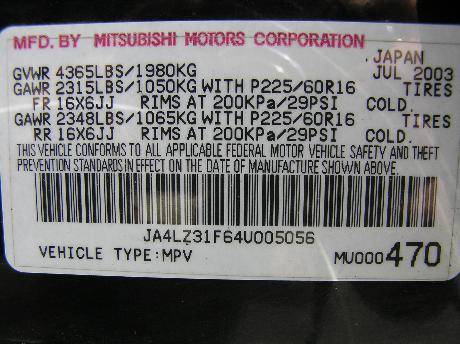 MFD. BY MITSUBISHI MOTORS CORPORATION
JAPAN
GVWR 4365LBS/1980KG JUL 2003
GAWR 2315LBS/1050KG WITH P225/60R16 TIRES
FR 16X6JJ RIMS AT 200KPa/29PSI COLD.
GAWR 2348LBS/1065KG WITH P225/60R16 TIRES
RR 16X6JJ RIMS AT 200KPa/29PSI COLD.
THIS VEHICLE CONFORMS TO ALL APPLICABLE FEDERAL MOTOR VEHICLE SAFETY AND THEFT
PREVENTION STANDARDS IN EFFECT ON THE DATE OF MANUFACTURE SHOWN ABOVE.
JA4LZ31F64U005056
VEHICLE TYPE:MPV MU000470